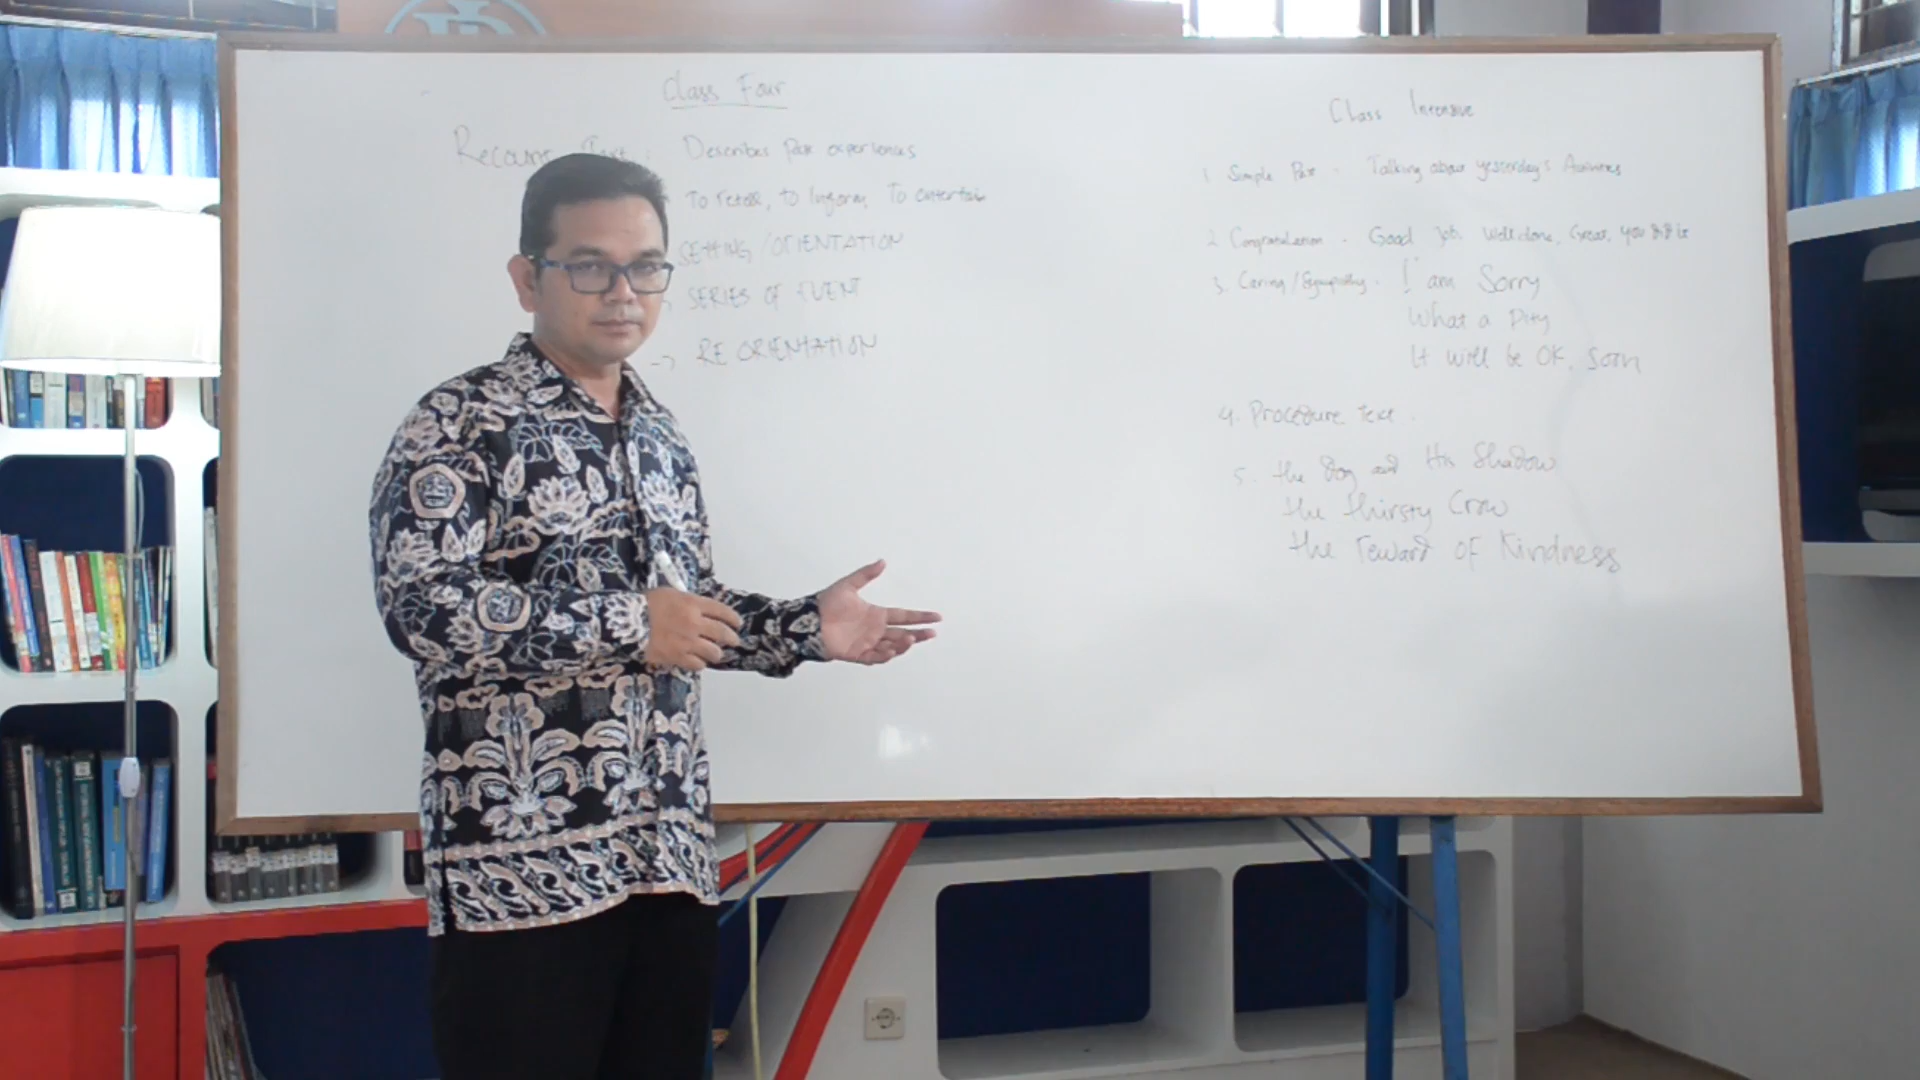 Class Four
Recount Text : Describes Past experiences
To retell, To Inform, To entertain
SETTING / ORIENTATION
SERIES OF EVENT
-> RE ORIENTATION
Class Intensive
1. Simple Past - Talking about yesterday's Activities
2. Congratulation - Good job, Well done, Great, you
3. Caring / Sympathy - I am Sorry
What a Pity
It will be OK, soon
4. Procedure Text
5. the Dog and His Shadow
the thirsty Crow
the reward of Kindness